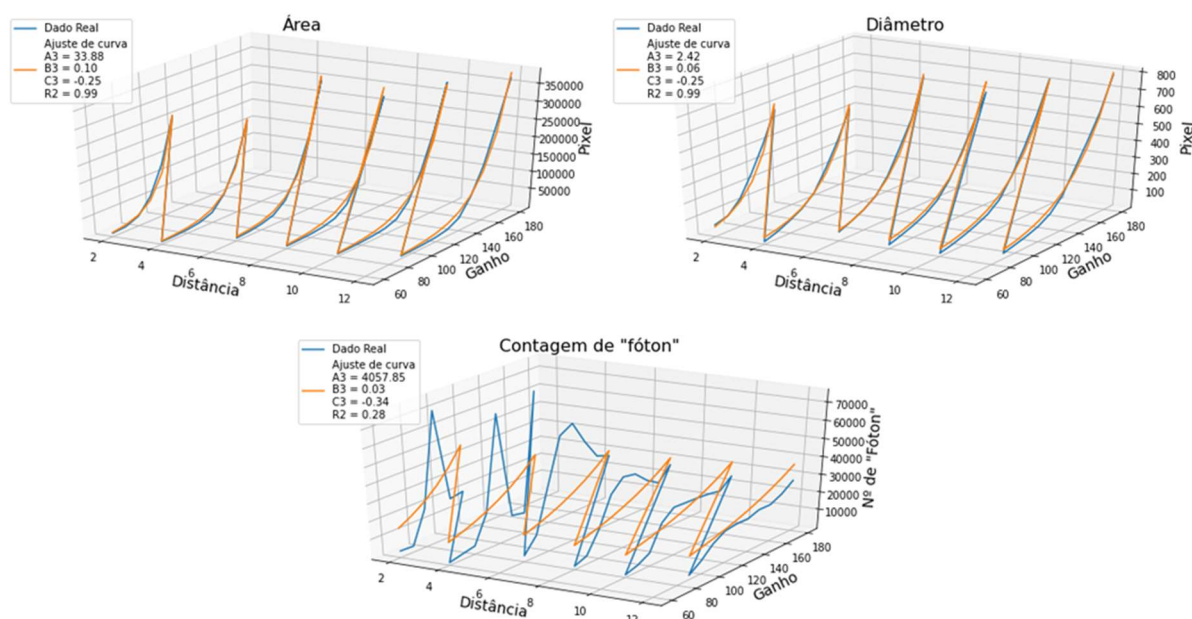 Área
Dado Real
Ajuste de curva
A3 = 33.88
B3 = 0.10
C3 = -0.25
R2 = 0.99
350000
300000
250000
200000
150000
100000
50000
Pixel
2
4
6
8
10
12
Distância
60
80
100
120
140
160
180
Ganho
Diâmetro
Dado Real
Ajuste de curva
A3 = 2.42
B3 = 0.06
C3 = -0.25
R2 = 0.99
800
700
600
500
400
300
200
100
Pixel
2
4
6
8
10
12
Distância
60
80
100
120
140
160
180
Ganho
Contagem de "fóton"
Dado Real
Ajuste de curva
A3 = 4057.85
B3 = 0.03
C3 = -0.34
R2 = 0.28
70000
60000
50000
40000
30000
20000
10000
Nº de "Fóton"
2
4
6
8
10
12
Distância
60
80
100
120
140
160
180
Ganho